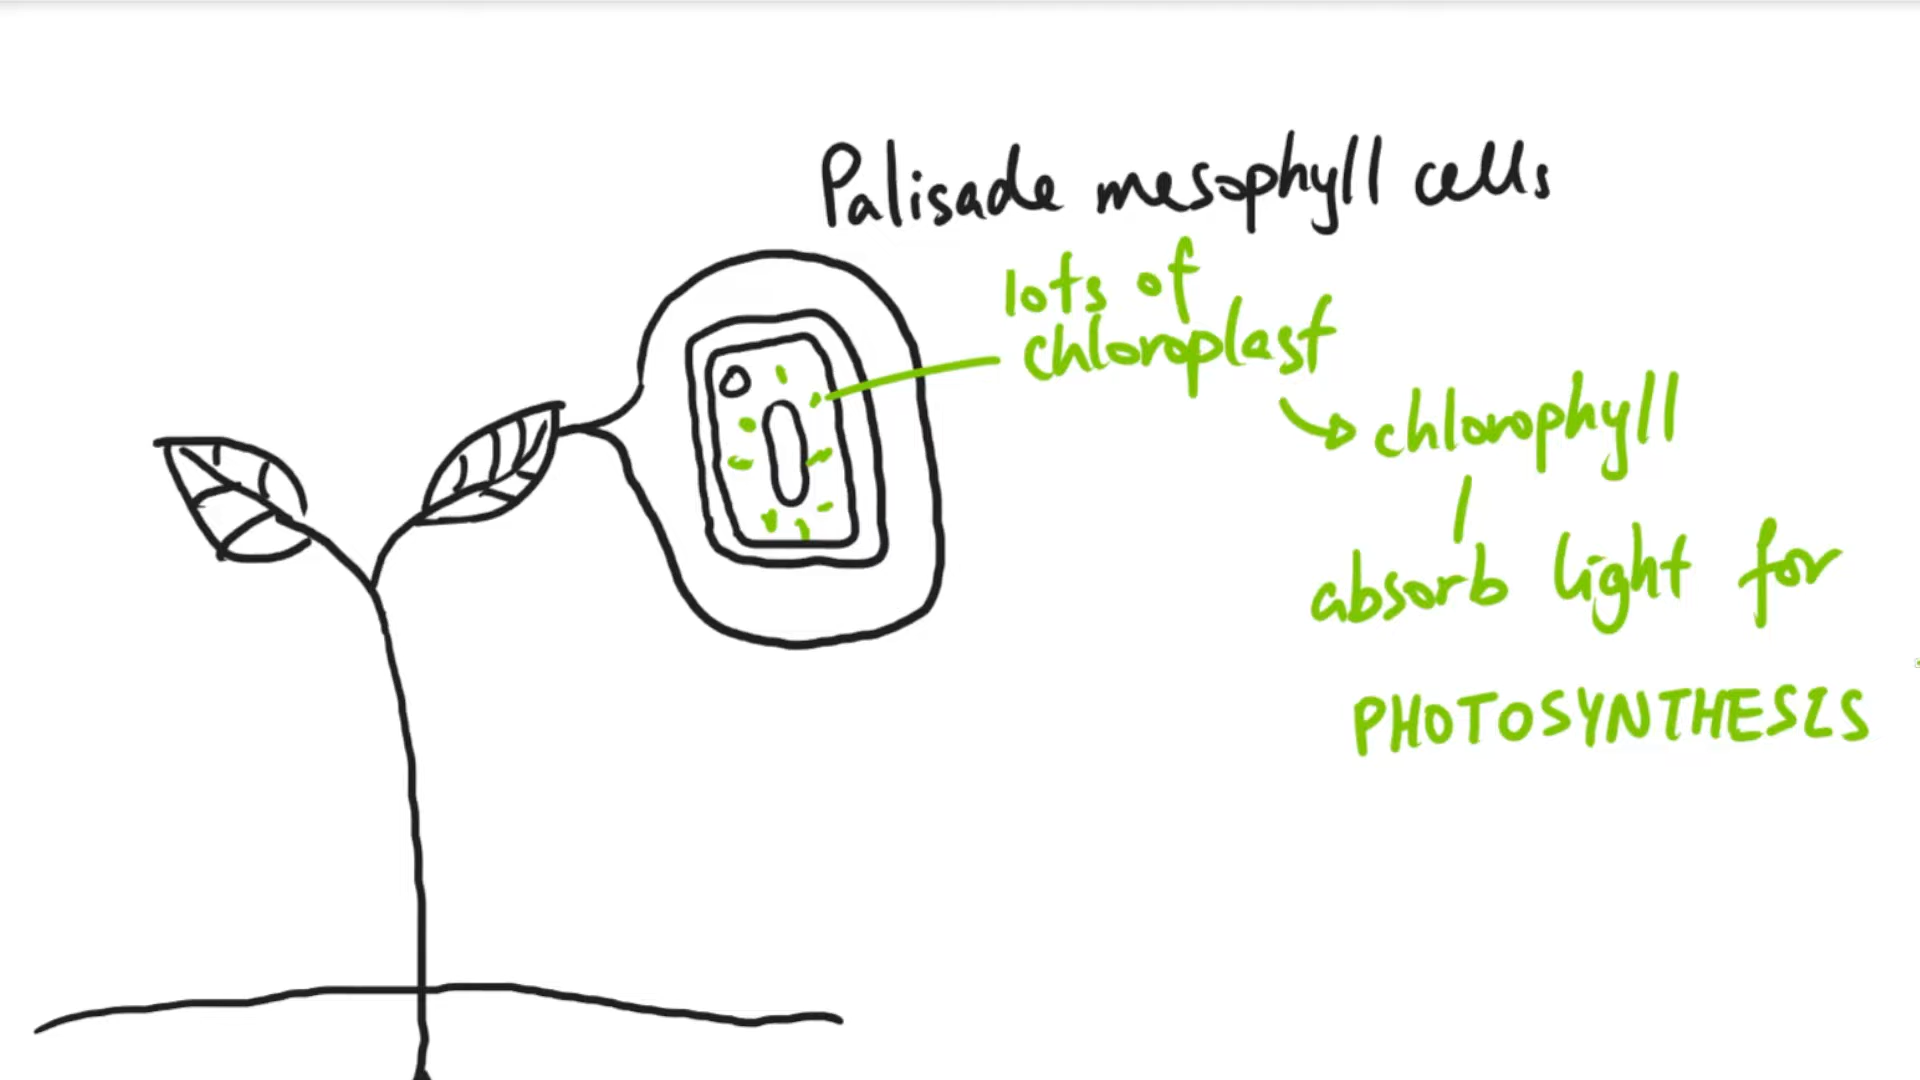 Palisade mesophyll cells
lots of
chloroplast
chlorophyll
absorb light for
PHOTOSYNTHESIS